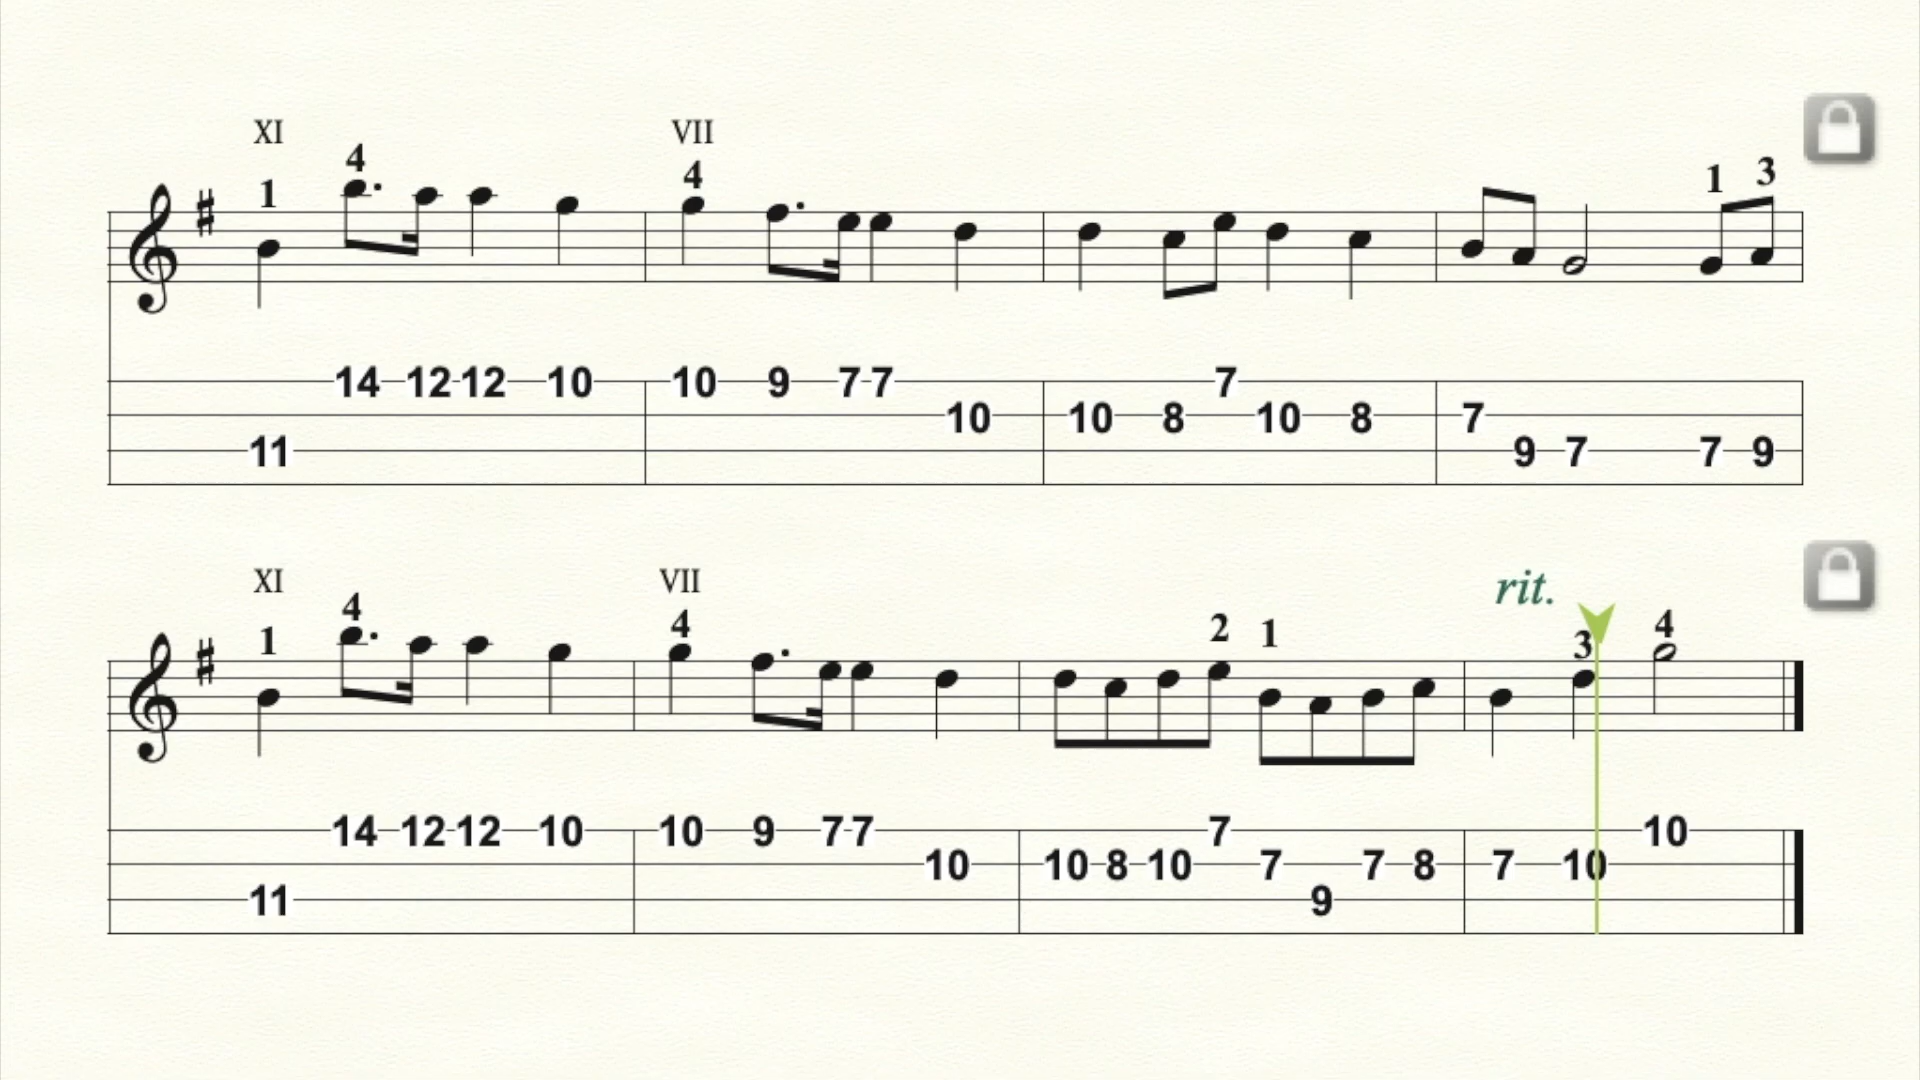 XI VII
4 4 1 3
1
14 12 12 10 10 9 7 7 7
10 10 8 10 8 7
11 9 7 7 9
XI VII rit.
4 4 2 1 3 4
1
14 12 12 10 10 9 7 7 7 10
10 10 8 10 7 7 8 7 10
11 9